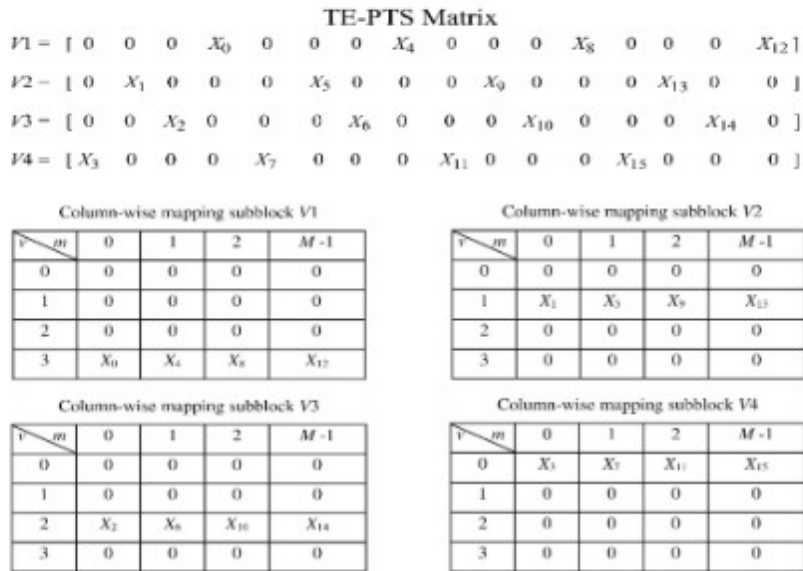 TE-PTS Matrix
V1 = [ 0 0 0 X0 0 0 0 X4 0 0 0 X8 0 0 0 X12 ]
V2 = [ 0 X1 0 0 0 X5 0 0 0 X9 0 0 0 X13 0 0 ]
V3 = [ 0 0 X2 0 0 0 X6 0 0 0 X10 0 0 0 X14 0 ]
V4 = [ X3 0 0 0 X7 0 0 0 X11 0 0 0 X15 0 0 0 ]
Column-wise mapping subblock V1
v m 0 1 2 M -1
0 0 0 0 0
1 0 0 0 0
2 0 0 0 0
3 X0 X4 X8 X12
Column-wise mapping subblock V2
v m 0 1 2 M -1
0 0 0 0 0
1 X1 X5 X9 X13
2 0 0 0 0
3 0 0 0 0
Column-wise mapping subblock V3
v m 0 1 2 M -1
0 0 0 0 0
1 0 0 0 0
2 X2 X6 X10 X14
3 0 0 0 0
Column-wise mapping subblock V4
v m 0 1 2 M -1
0 X3 X7 X11 X15
1 0 0 0 0
2 0 0 0 0
3 0 0 0 0